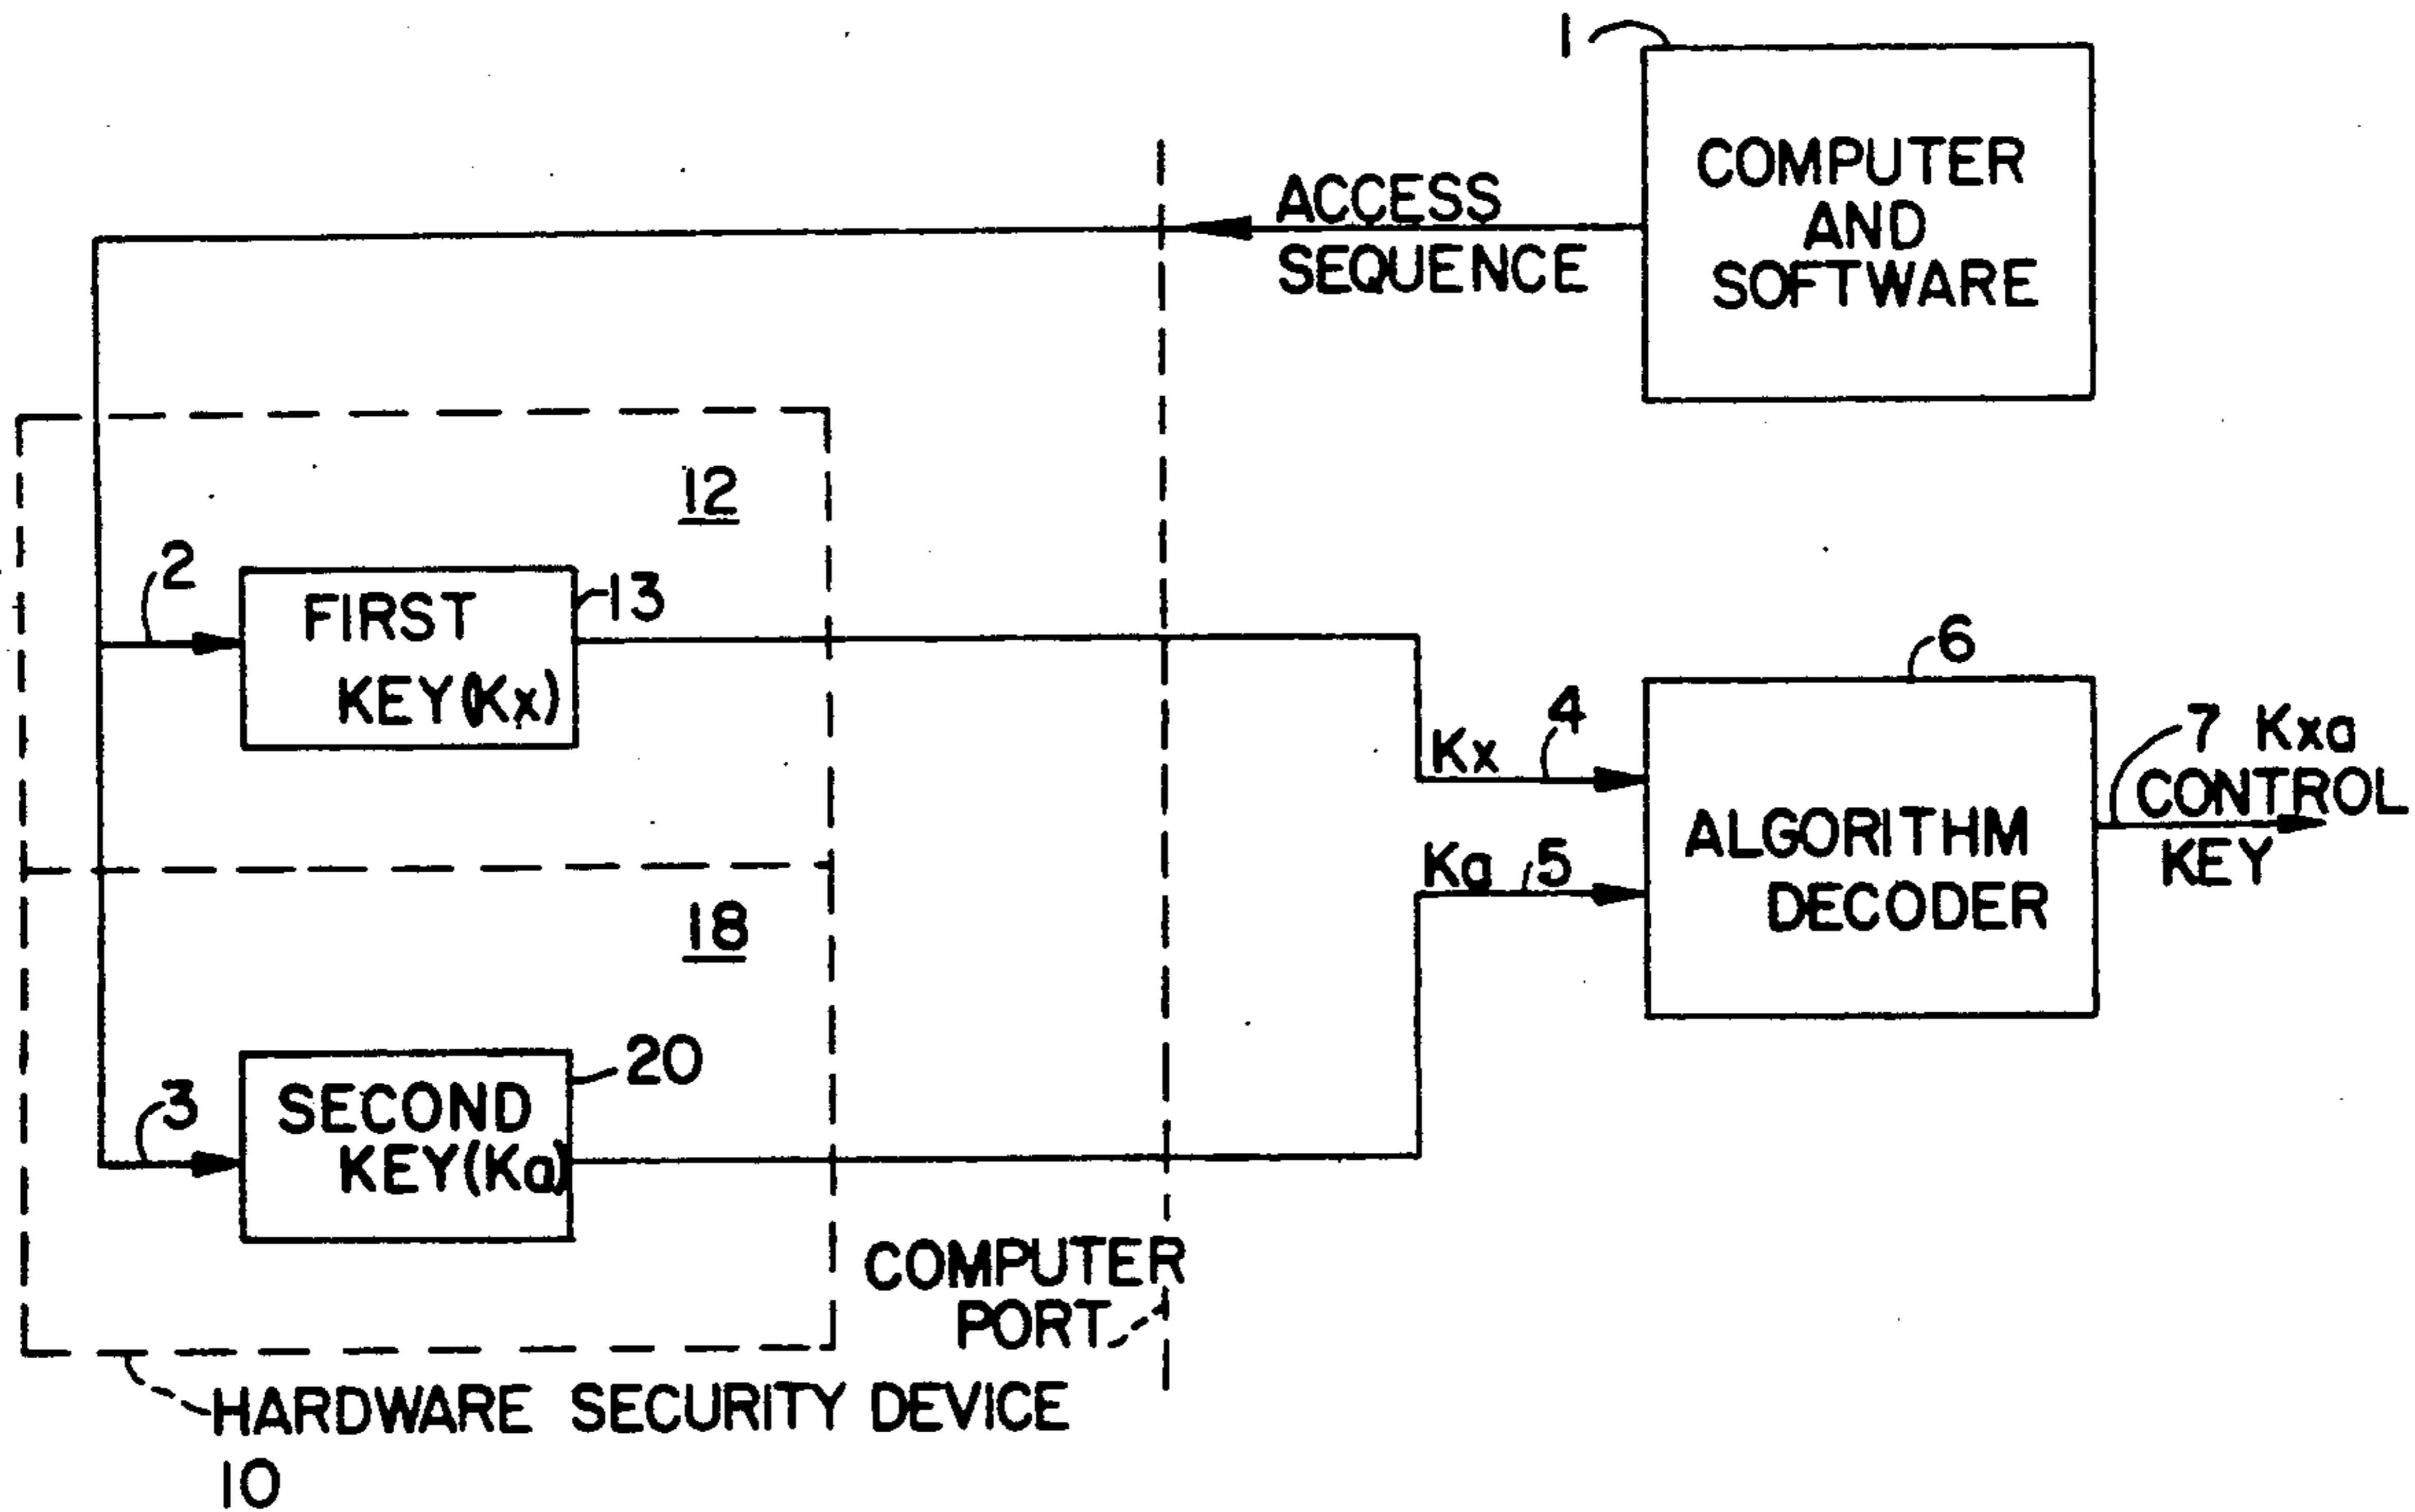 1
COMPUTER
AND
SOFTWARE
ACCESS
SEQUENCE
12
2
FIRST
KEY(Kx)
13
6
Kx
4
7 Kxa
CONTROL
KEY
ALGORITHM
DECODER
Ka
5
18
3
SECOND
KEY(Ka)
20
COMPUTER
PORT
HARDWARE SECURITY DEVICE
10